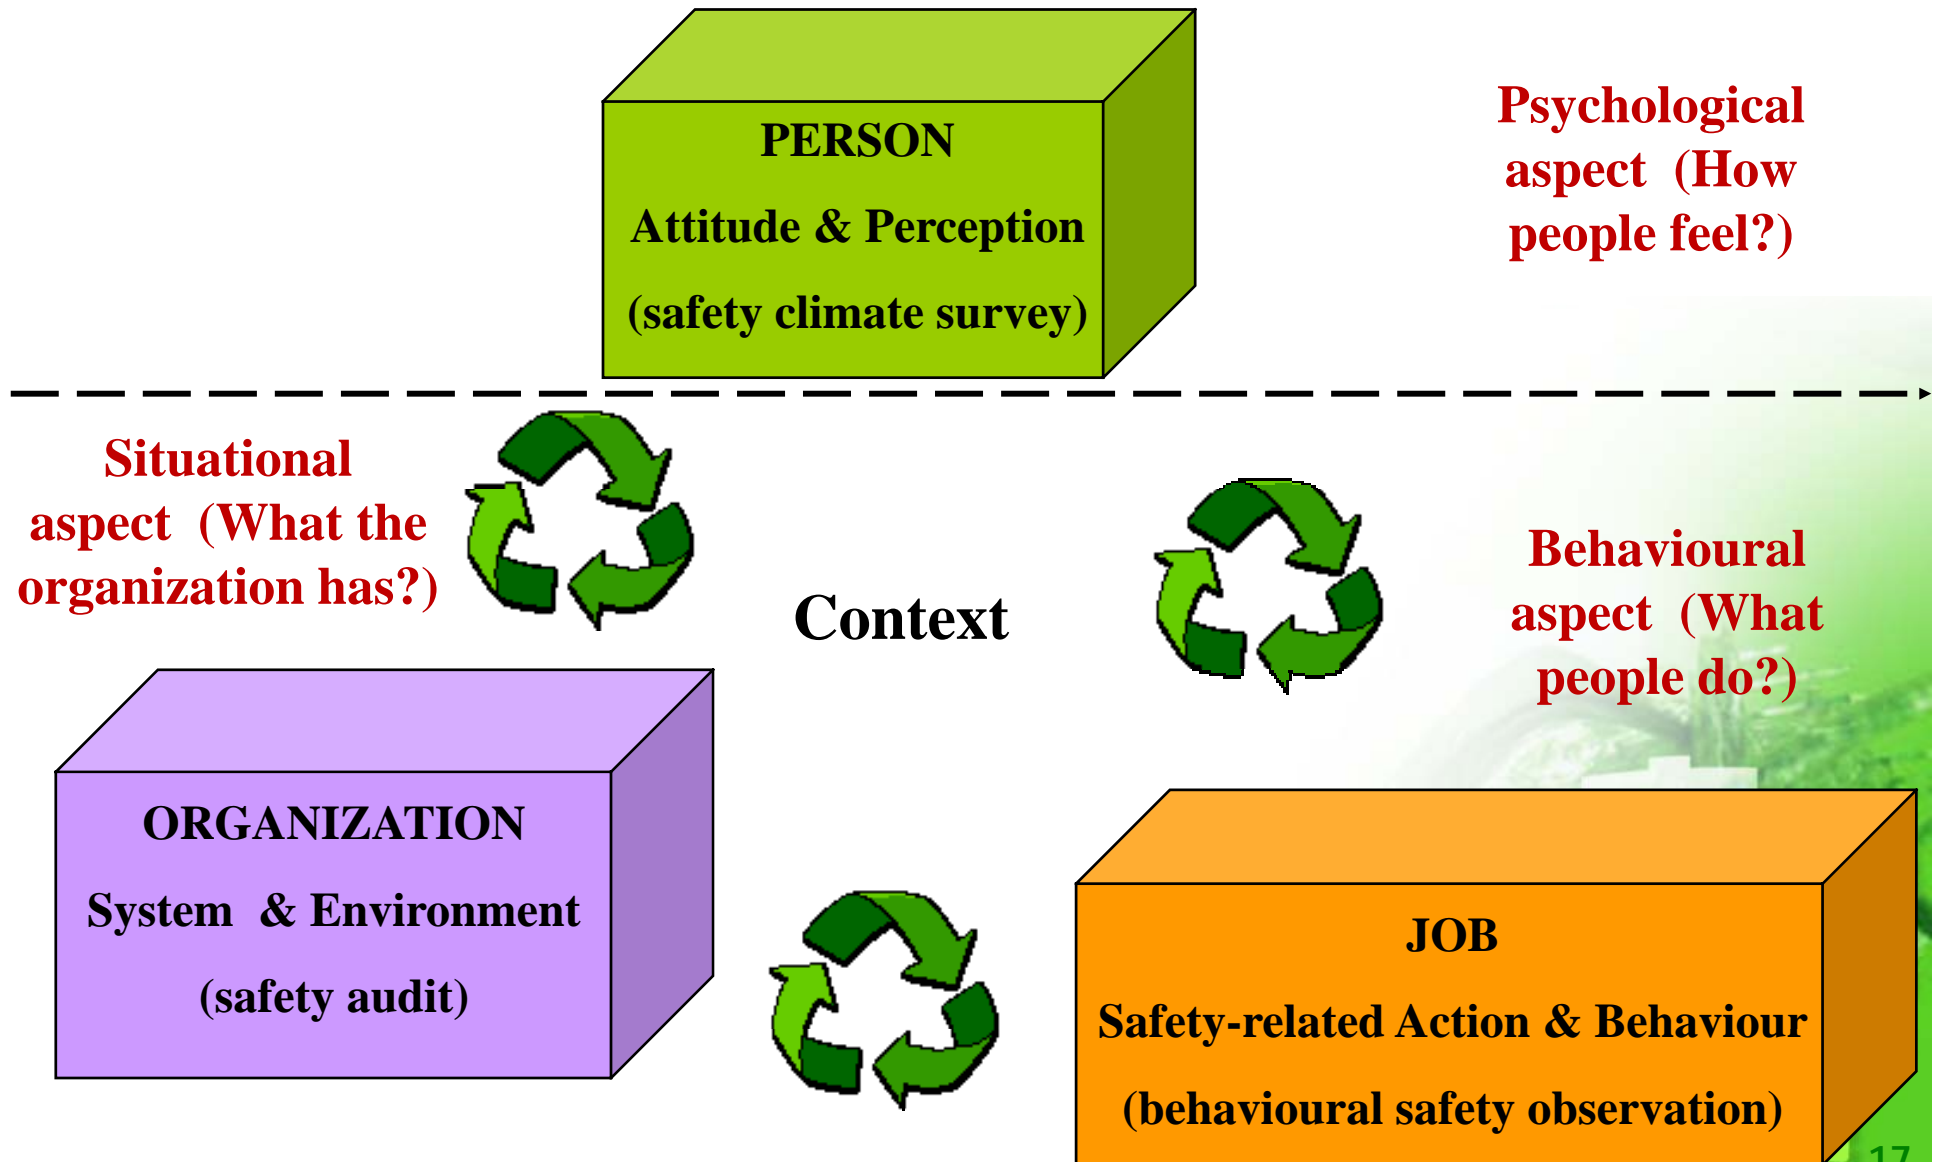 PERSON
Attitude & Perception
(safety climate survey)
Psychological
aspect  (How
people feel?)
Situational
aspect  (What the
organization has?)
Context
Behavioural
aspect  (What
people do?)
ORGANIZATION
System  & Environment
(safety audit)
JOB
Safety-related Action & Behaviour
(behavioural safety observation)
17